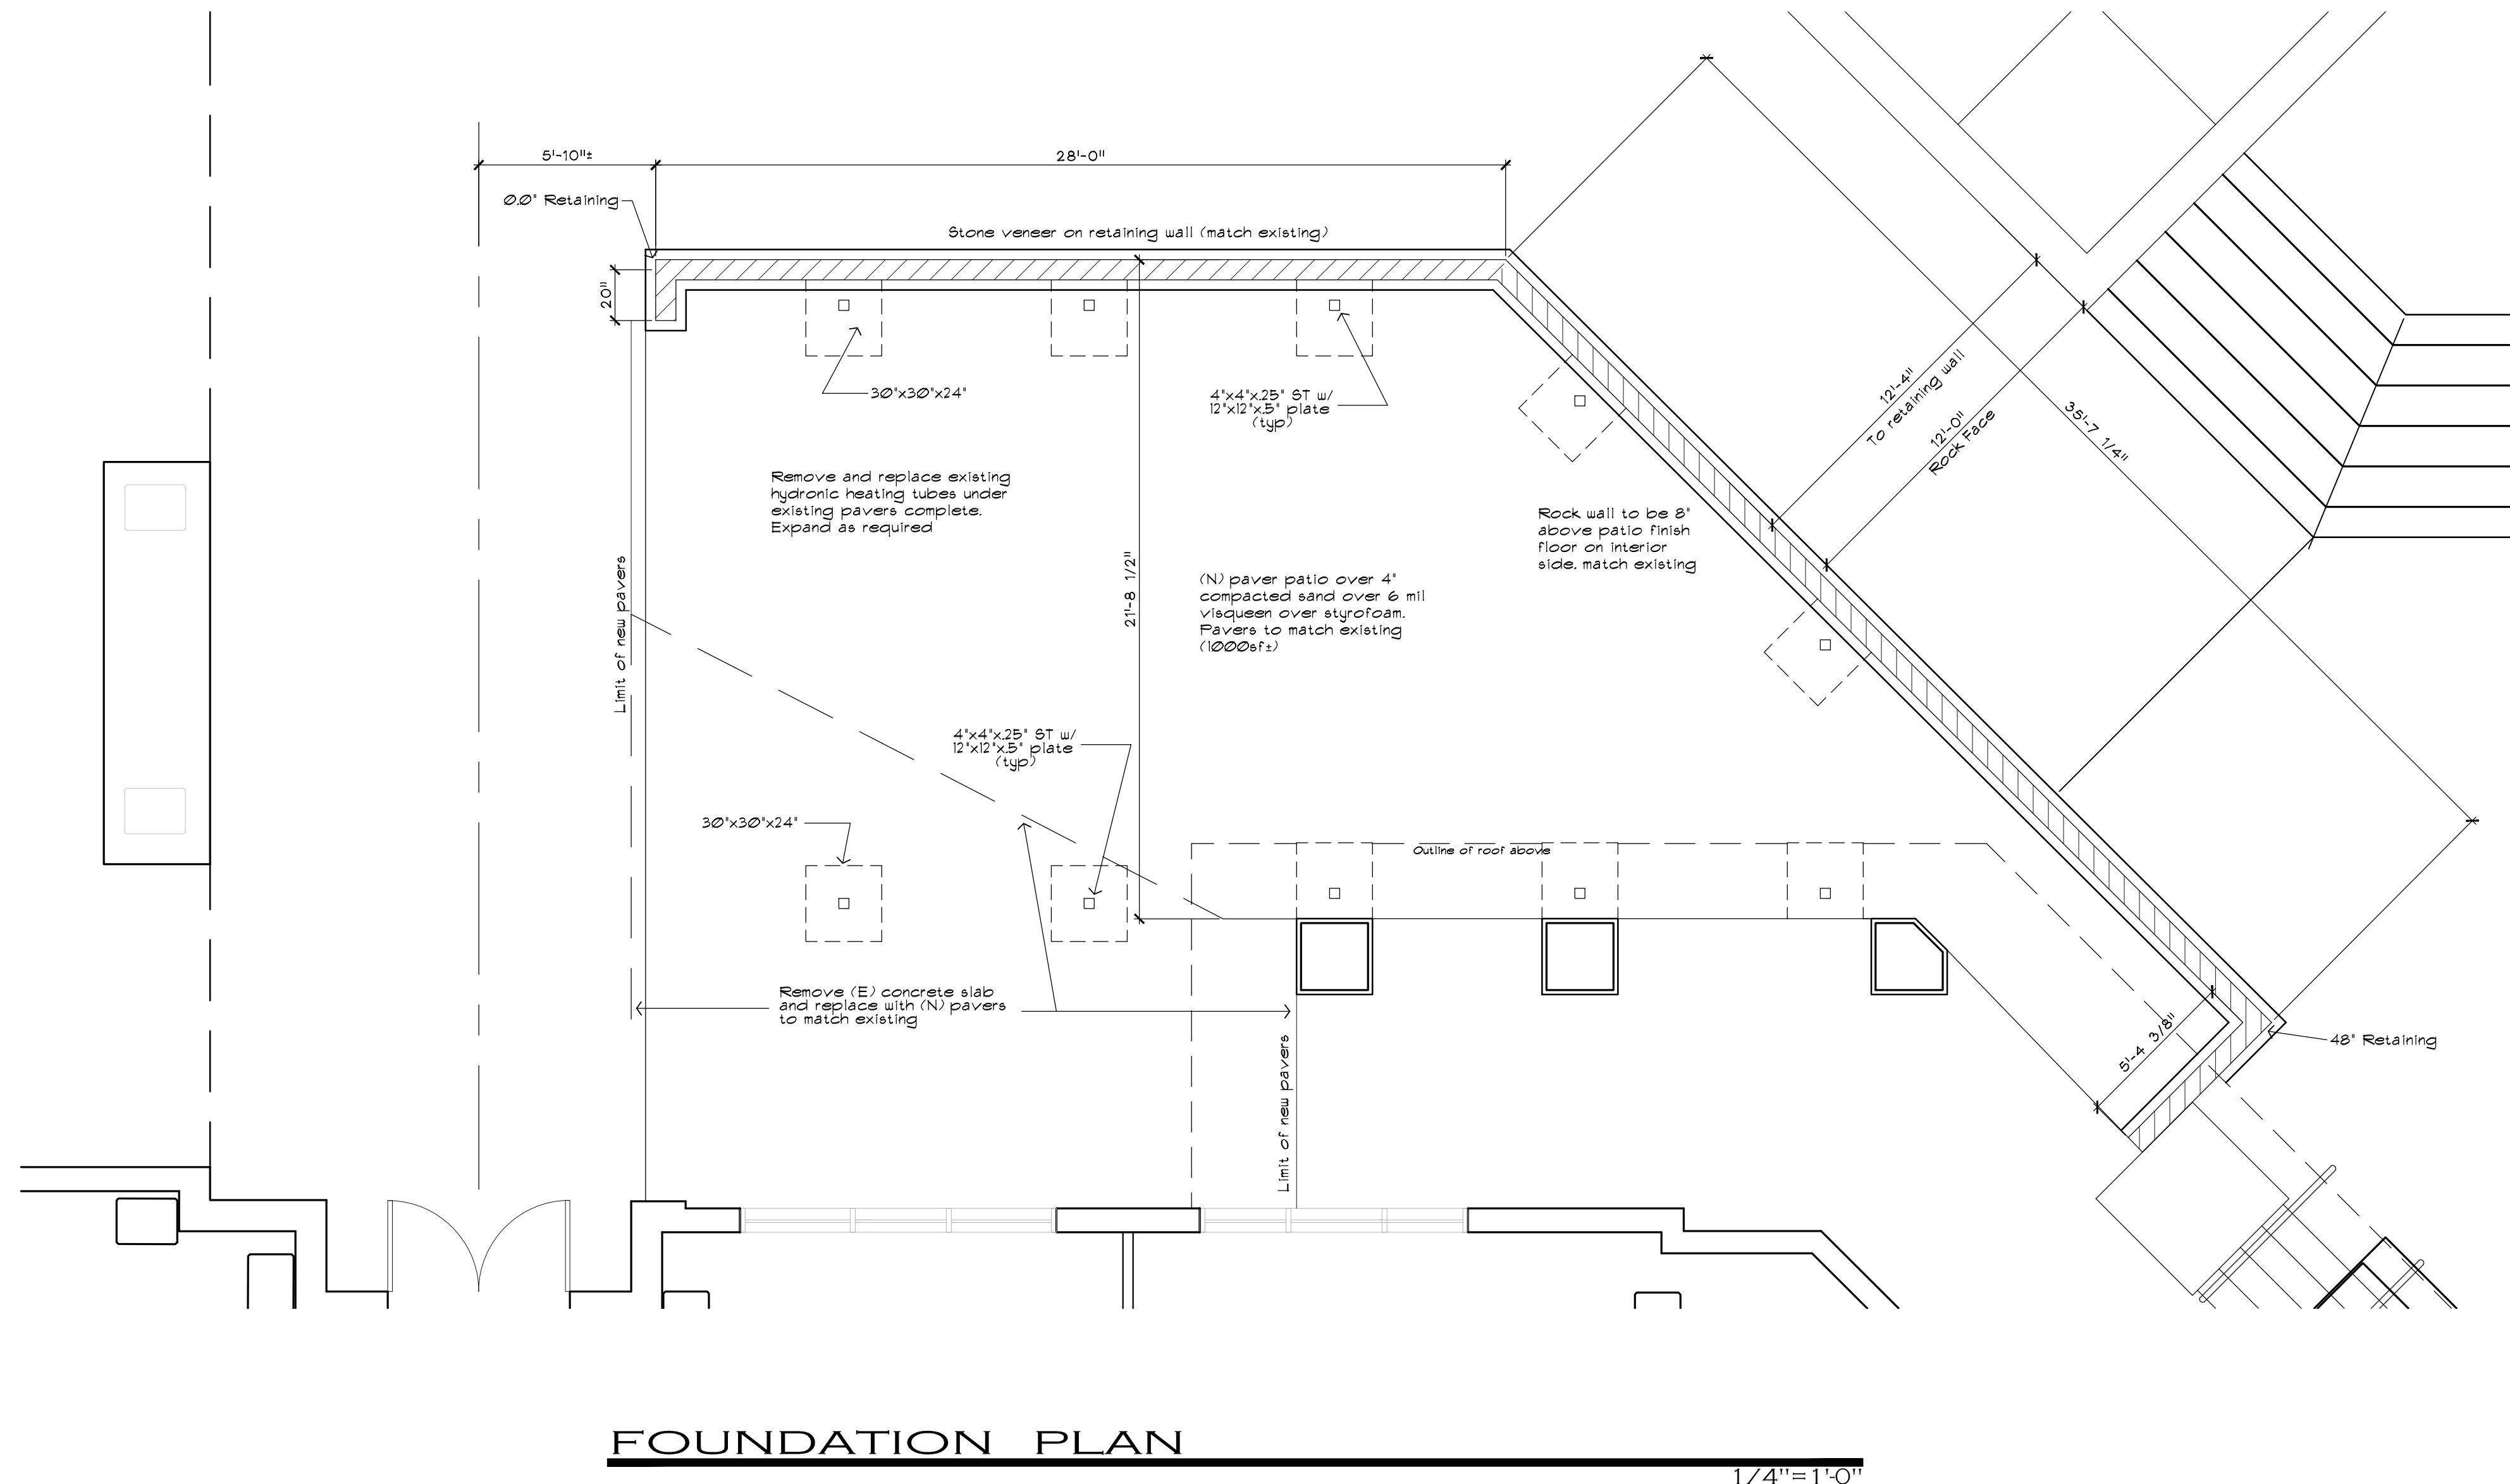 5'-10"±
28'-0"
0.0" Retaining
Stone veneer on retaining wall (match existing)
20"
30"x30"x24"
4"x4"x.25" ST w/
12"x12"x.5" plate
(typ)
12'-4"
To retaining wall
12'-0"
Rock Face
35'-7 1/4"
Remove and replace existing
hydronic heating tubes under
existing pavers complete.
Expand as required
Rock wall to be 8"
above patio finish
floor on interior
side. match existing
Limit of new pavers
21'-8 1/2"
(N) paver patio over 4"
compacted sand over 6 mil
visqueen over styrofoam.
Pavers to match existing
(1000sf±)
4"x4"x.25" ST w/
12"x12"x.5" plate
(typ)
30"x30"x24"
Outline of roof above
Remove (E) concrete slab
and replace with (N) pavers
to match existing
Limit of new pavers
5'-4 3/8"
48" Retaining
FOUNDATION PLAN
1/4"=1'-0"